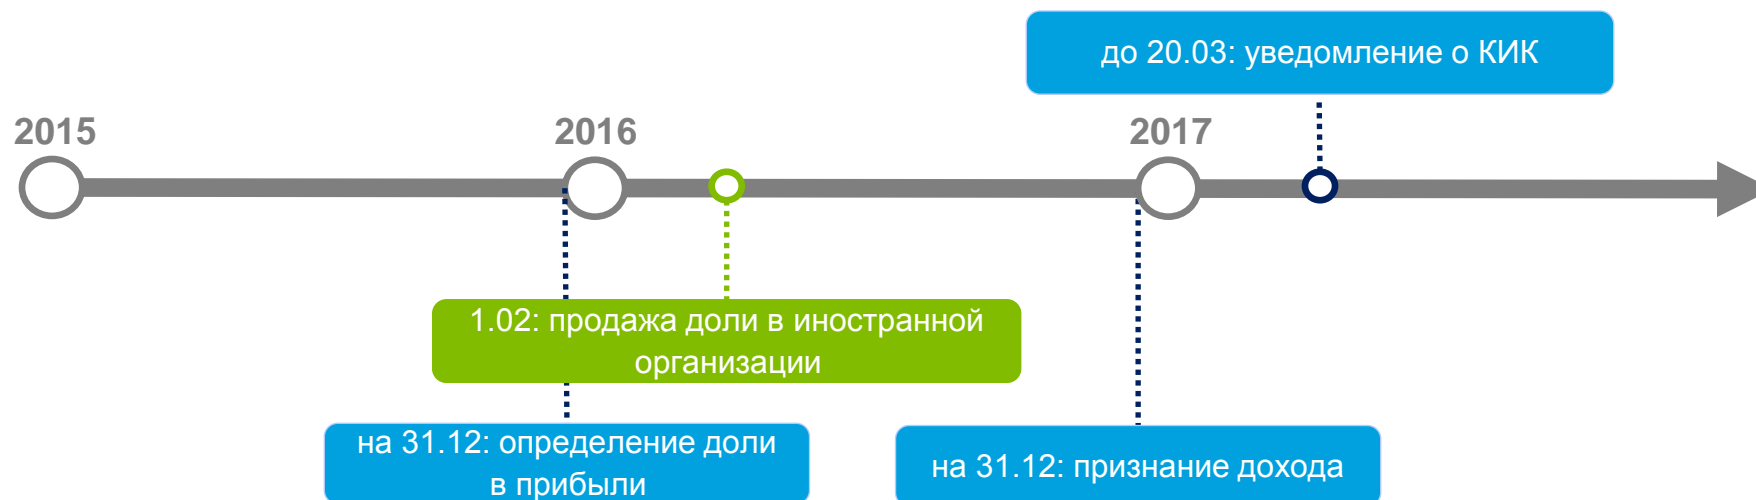 до 20.03: уведомление о КИК
2015
2016
2017
1.02: продажа доли в иностранной
организации
на 31.12: определение доли
в прибыли
на 31.12: признание дохода